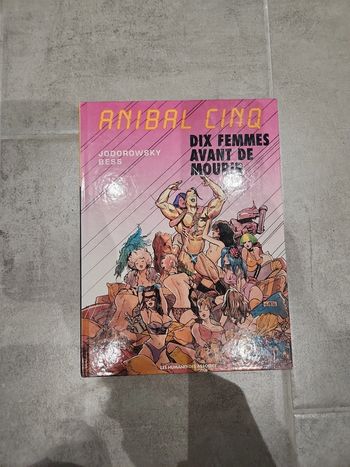 ANIBAL CINQ
JODOROWSKY
BESS
DIX FEMMES
AVANT DE
MOURIR
LES HUMANOÏDES ASSOCIÉS